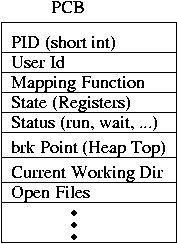 PCB
PID (short int)
User Id
Mapping Function
State (Registers)
Status (run, wait, ...)
brk Point (Heap Top)
Current Working Dir
Open Files